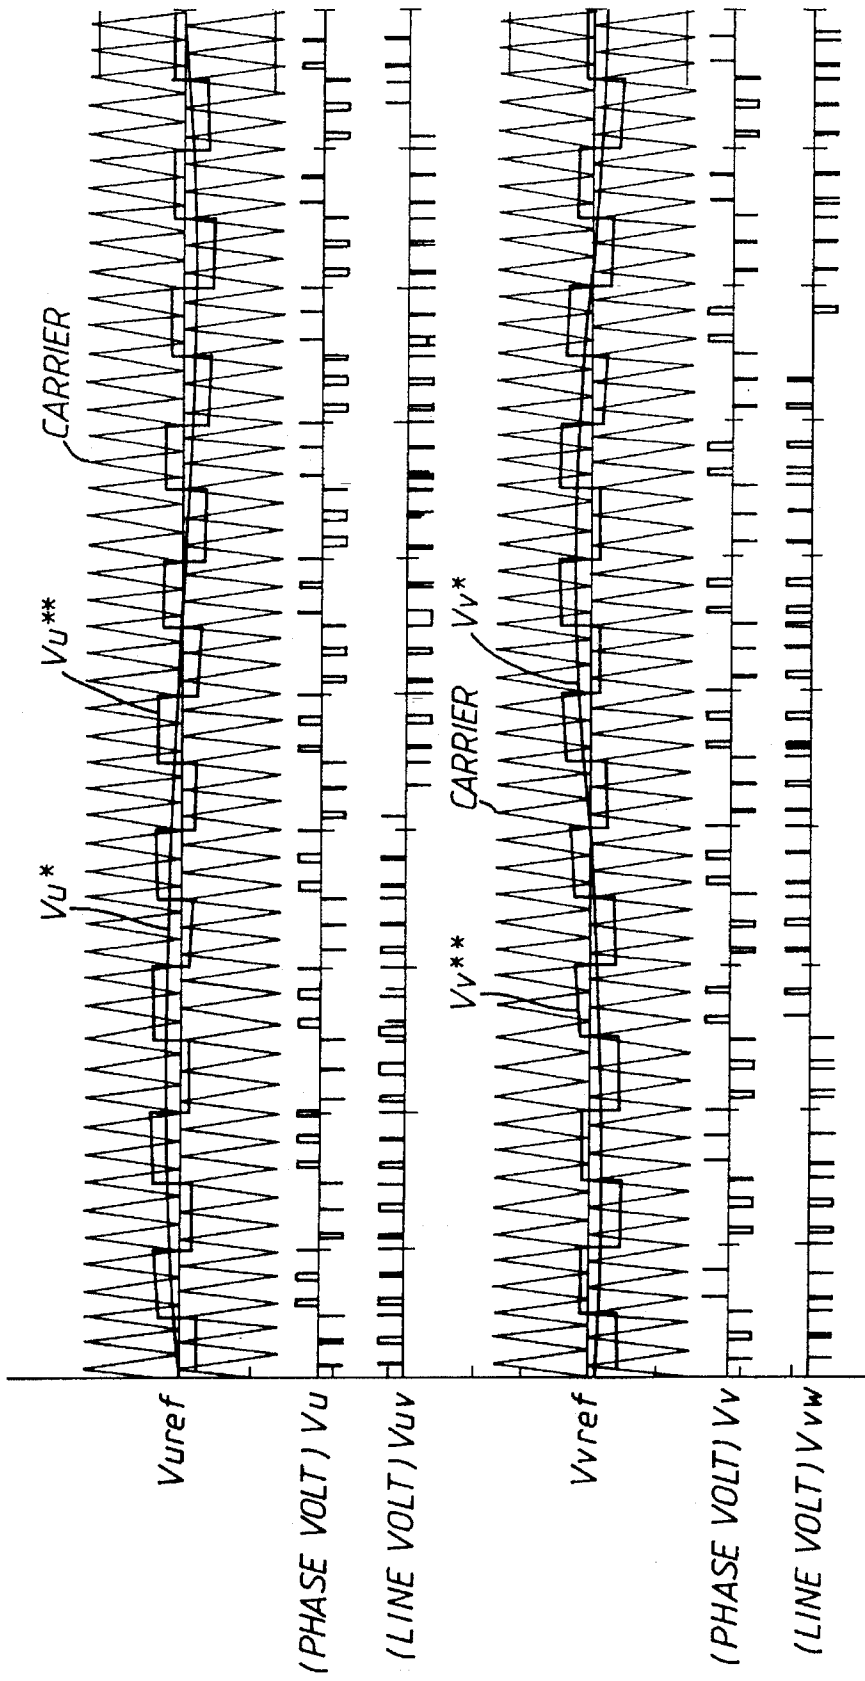 Vuref
Vu*
Vu**
CARRIER
(PHASE VOLT) Vu
(LINE VOLT) Vuv
Vvref
Vv**
CARRIER
Vv*
(PHASE VOLT) Vv
(LINE VOLT) Vvw